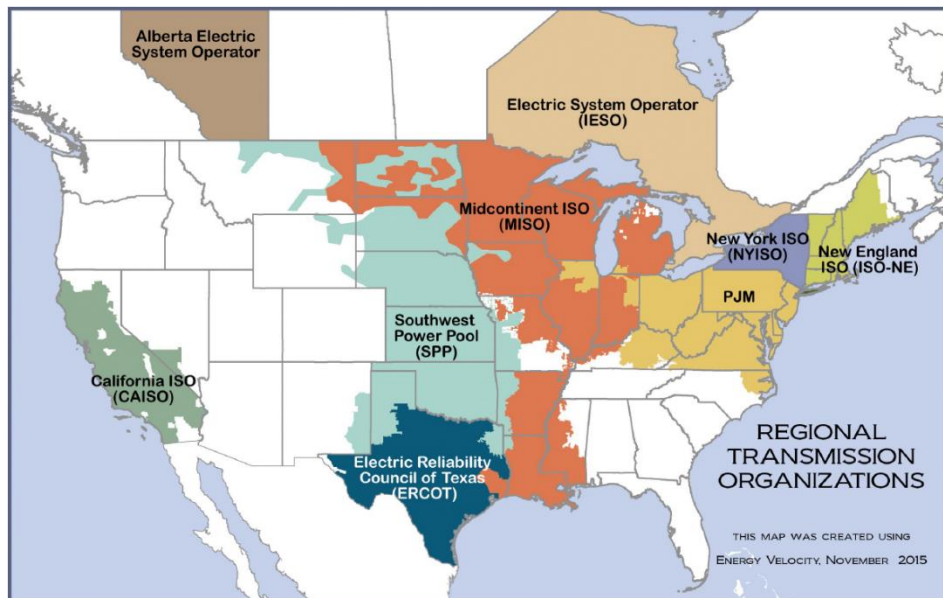 Alberta Electric
System Operator
Electric System Operator
(IESO)
Midcontinent ISO
(MISO)
New York ISO
(NYISO)
New England
ISO (ISO-NE)
PJM
Southwest
Power Pool
(SPP)
California ISO
(CAISO)
Electric Reliability
Council of Texas
(ERCOT)
REGIONAL
TRANSMISSION
ORGANIZATIONS
THIS MAP WAS CREATED USING
ENERGY VELOCITY, NOVEMBER 2015